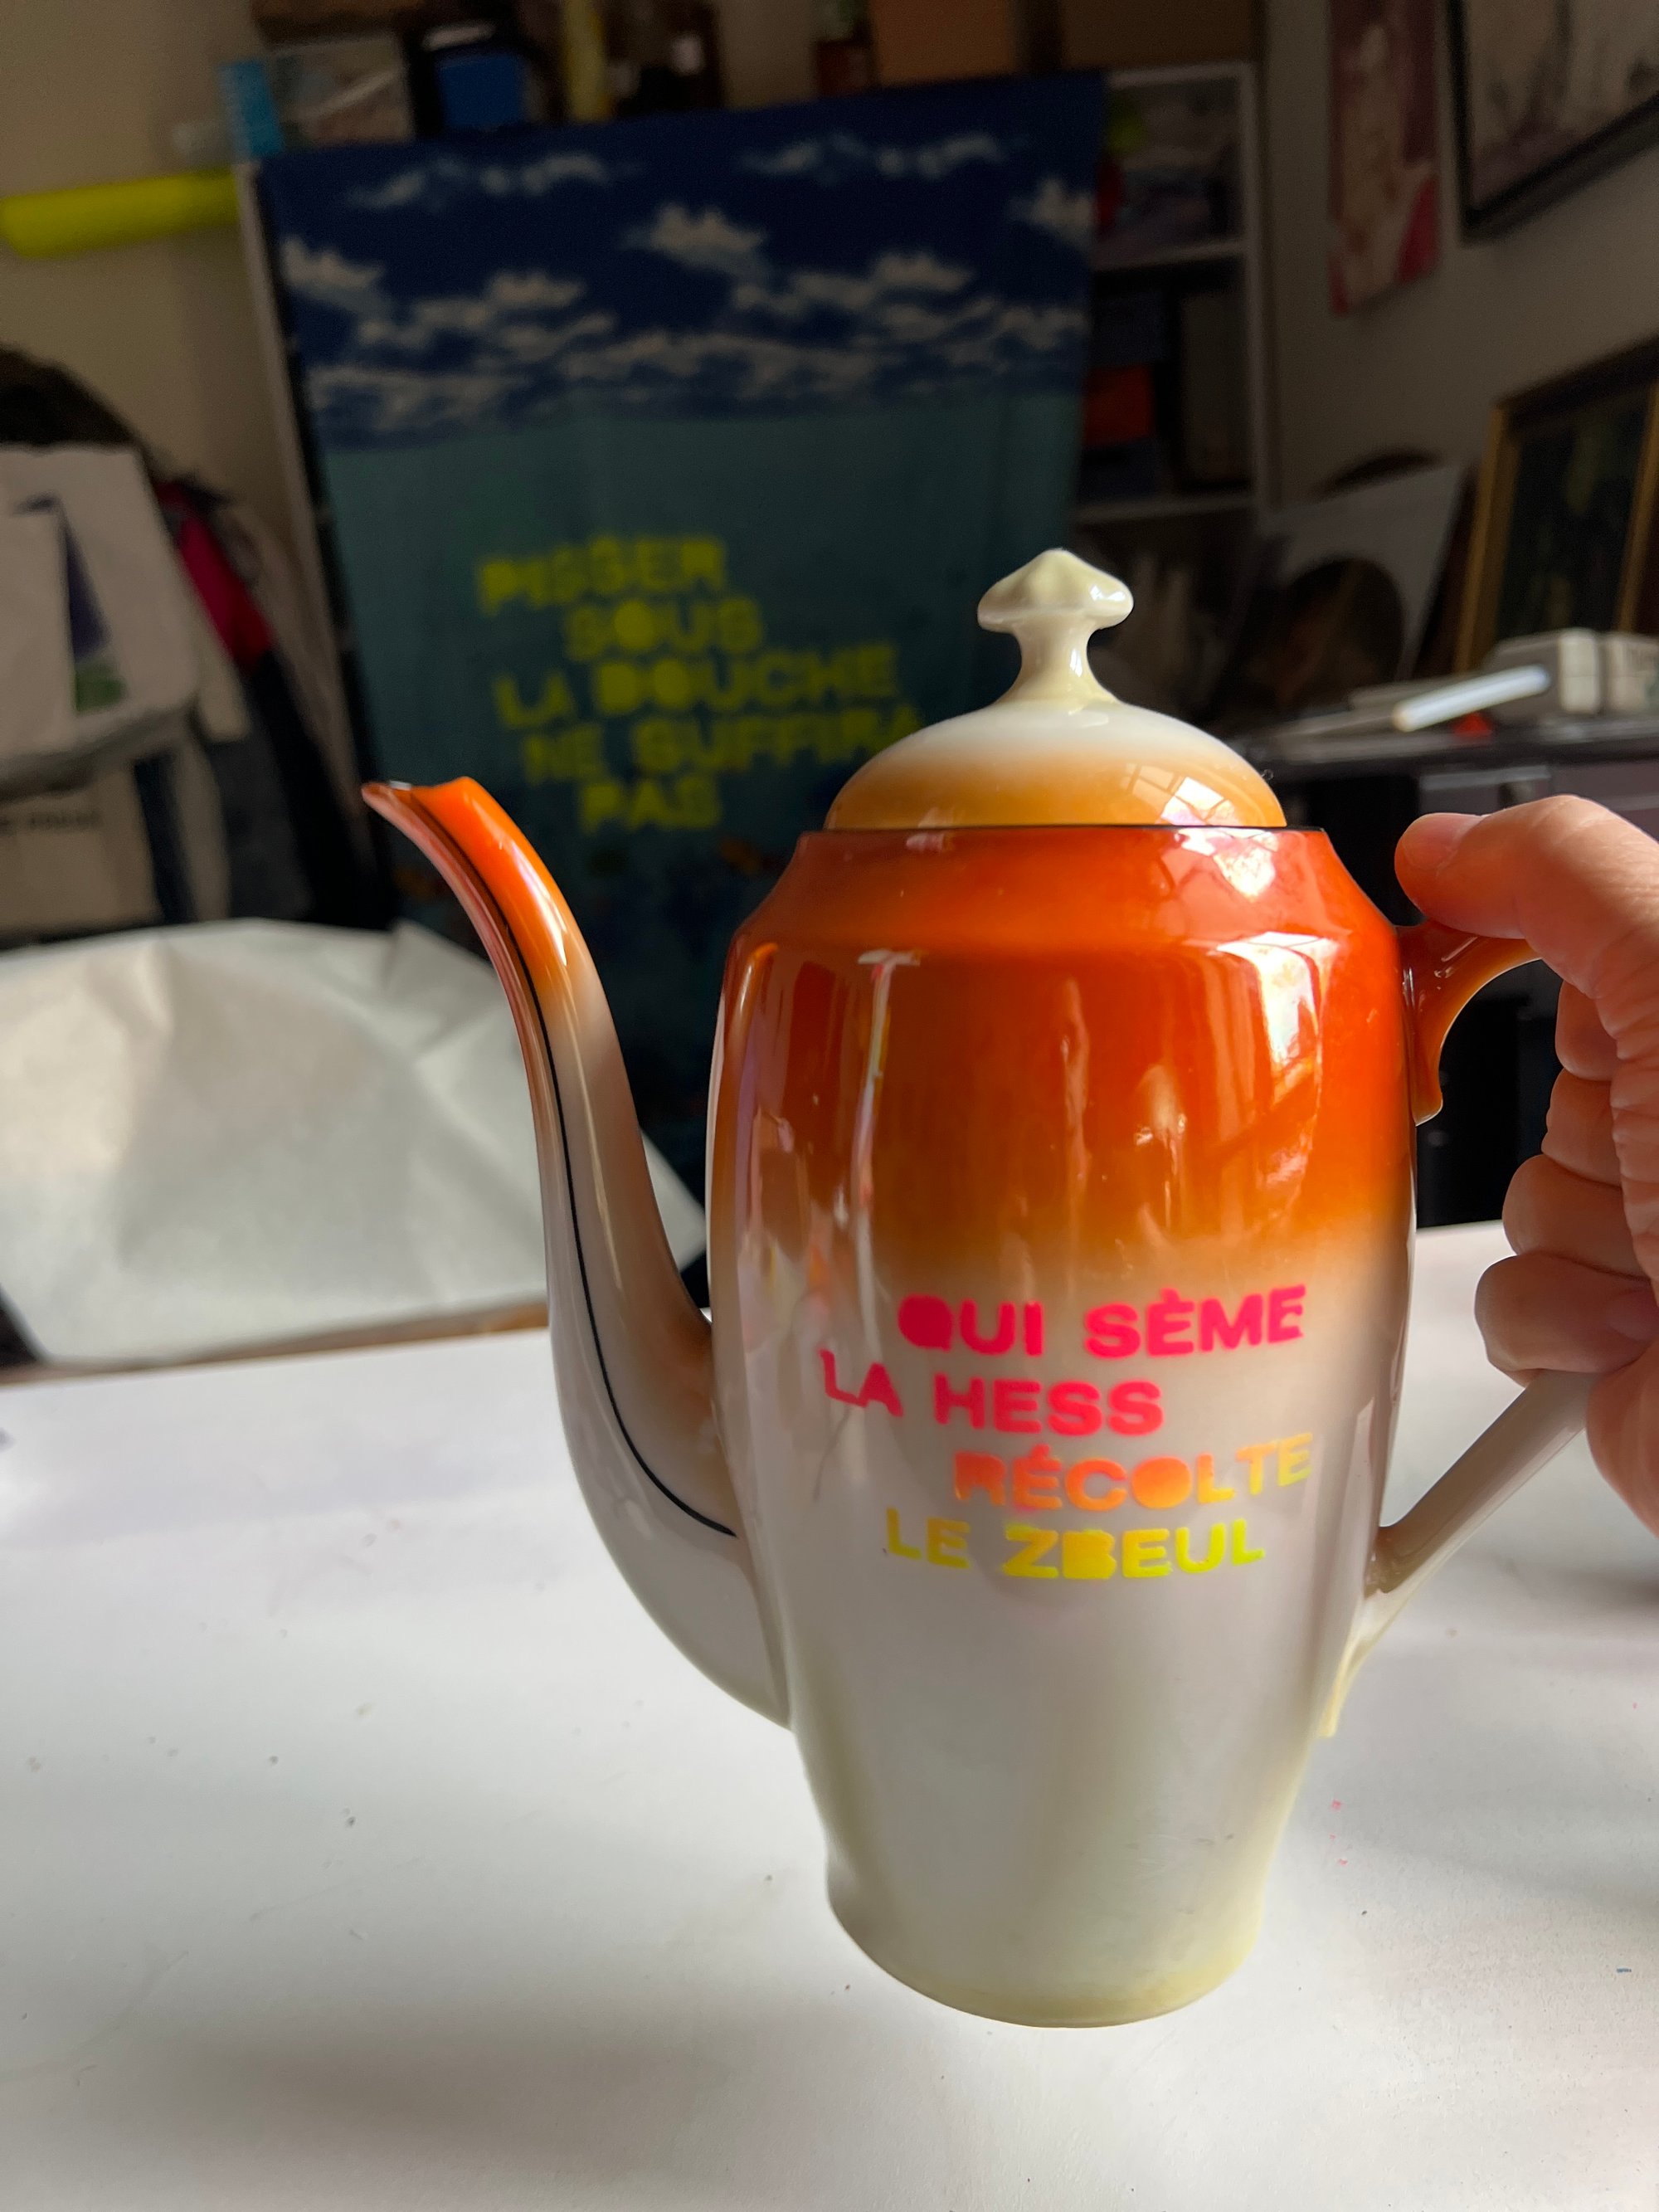 PISSER
SOUS
LA DOUCHE
NE SUFFIRA
PAS
QUI SÈME
LA HESS
RÉCOLTE
LE ZBEUL